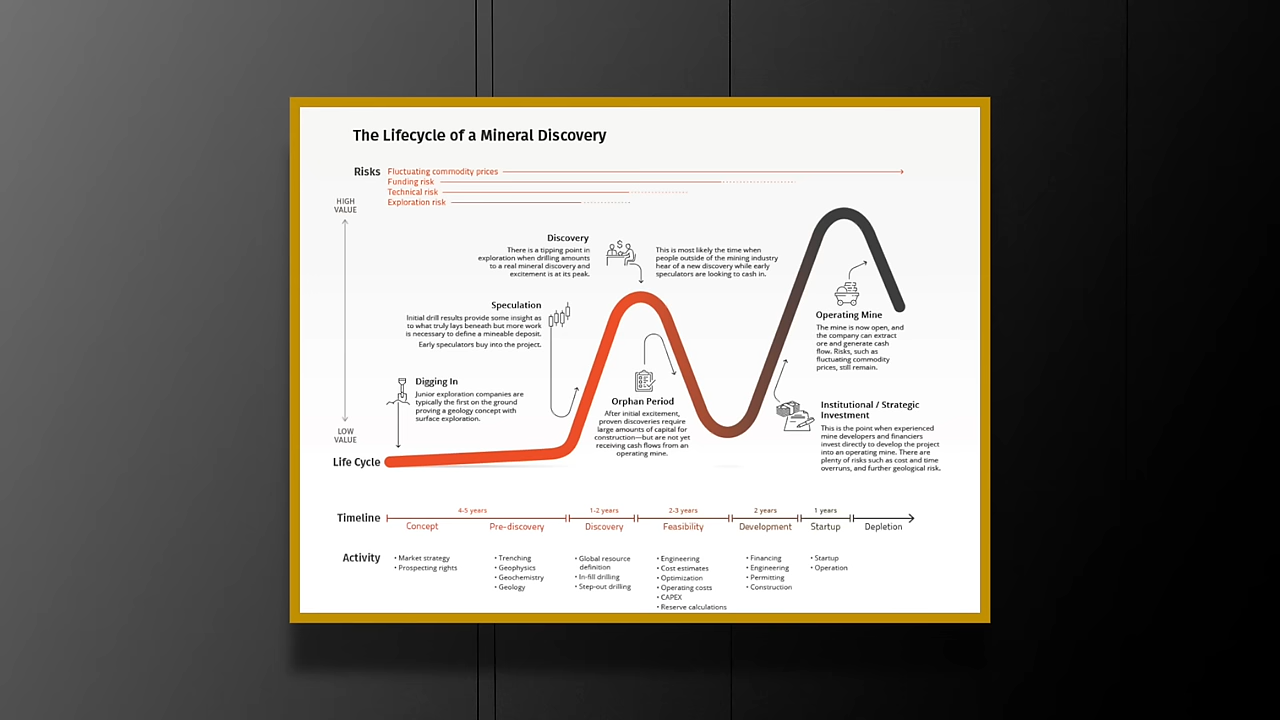 The Lifecycle of a Mineral Discovery
Risks
Fluctuating commodity prices
Funding risk
Technical risk
Exploration risk
HIGH
VALUE
LOW
VALUE
Discovery
There is a tipping point in
exploration when drilling amounts
to a real mineral discovery and
excitement is at its peak.
This is most likely the time when
people outside of the mining industry
hear of a new discovery while early
speculators are looking to cash in.
Speculation
Initial drill results provide some insight as
to what truly lays beneath but more work
is necessary to define a mineable deposit.
Early speculators buy into the project.
Digging In
Junior exploration companies are
typically the first on the ground
proving a geology concept with
surface exploration.
Orphan Period
After initial excitement,
proven discoveries require
large amounts of capital for
construction—but are not yet
receiving cash flows from an
operating mine.
Operating Mine
The mine is now open, and
the company can extract
ore and generate cash
flow. Risks, such as
fluctuating commodity
prices, still remain.
Institutional / Strategic
Investment
This is the point when experienced
mine developers and financiers
invest directly to develop the project
into an operating mine. There are
plenty of risks such as cost and time
overruns, and further geological risk.
Life Cycle
Timeline
4-5 years
1-2 years
2-3 years
2 years
1 years
Concept
Pre-discovery
Discovery
Feasibility
Development
Startup
Depletion
Activity
• Market strategy
• Prospecting rights
• Trenching
• Geophysics
• Geochemistry
• Geology
• Global resource
definition
• In-fill drilling
• Step-out drilling
• Engineering
• Cost estimates
• Optimization
• Operating costs
• CAPEX
• Reserve calculations
• Financing
• Engineering
• Permitting
• Construction
• Startup
• Operation